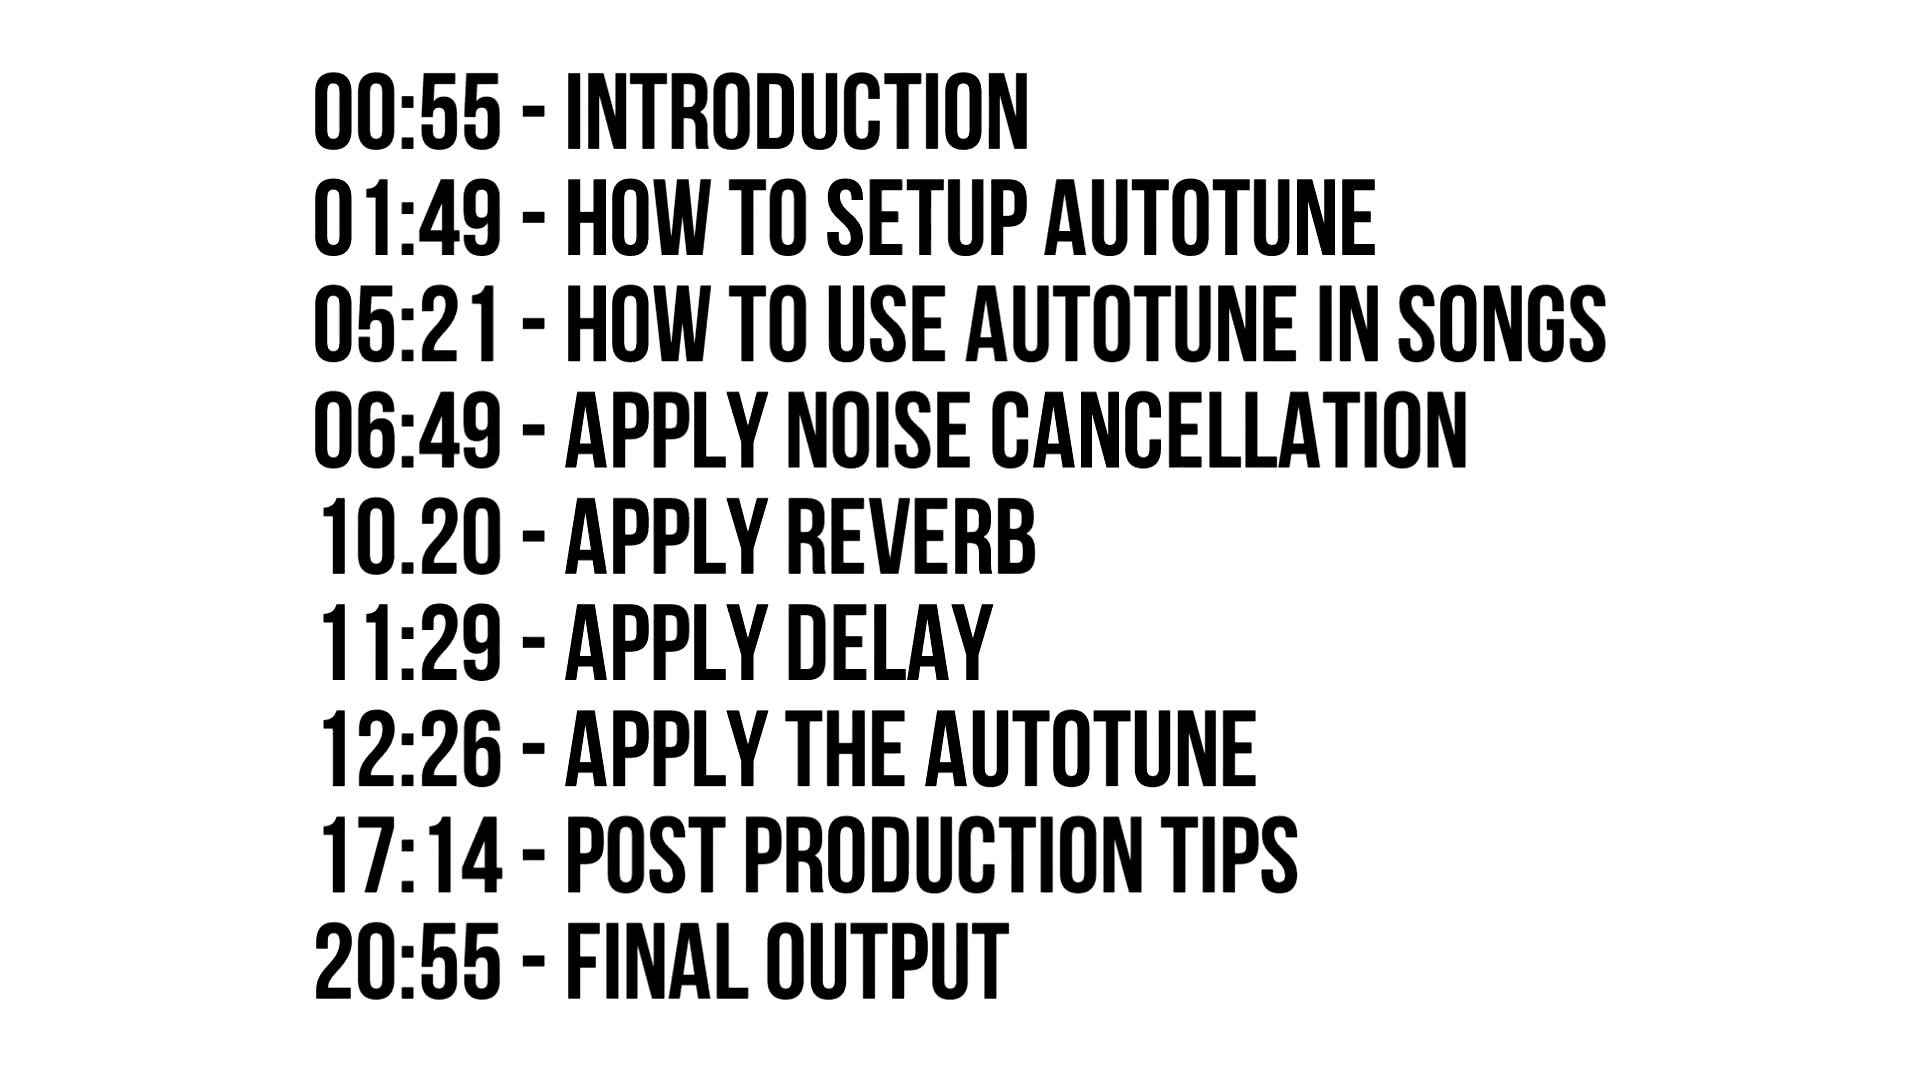 00:55 - INTRODUCTION
01:49 - HOW TO SETUP AUTOTUNE
05:21 - HOW TO USE AUTOTUNE IN SONGS
06:49 - APPLY NOISE CANCELLATION
10.20 - APPLY REVERB
11:29 - APPLY DELAY
12:26 - APPLY THE AUTOTUNE
17:14 - POST PRODUCTION TIPS
20:55 - FINAL OUTPUT